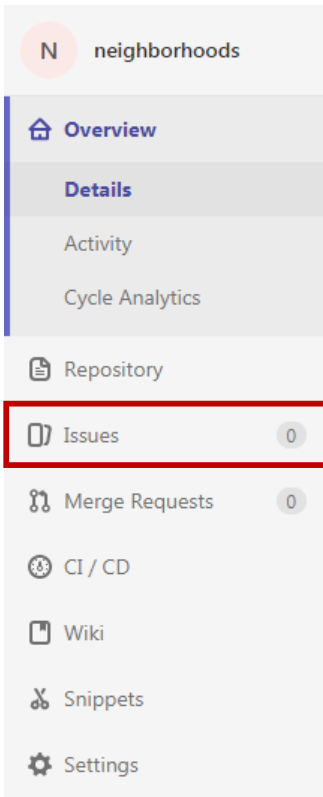 N neighborhoods
Overview
Details
Activity
Cycle Analytics
Repository
Issues 0
Merge Requests 0
CI / CD
Wiki
Snippets
Settings